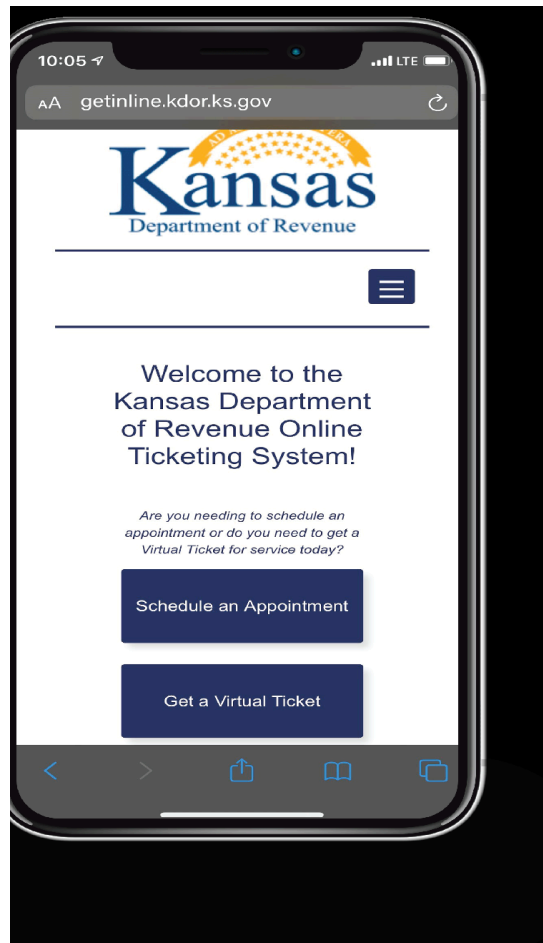 10:05
LTE
AA getinline.kdor.ks.gov
Kansas
Department of Revenue
Welcome to the
Kansas Department
of Revenue Online
Ticketing System!
Are you needing to schedule an
appointment or do you need to get a
Virtual Ticket for service today?
Schedule an Appointment
Get a Virtual Ticket